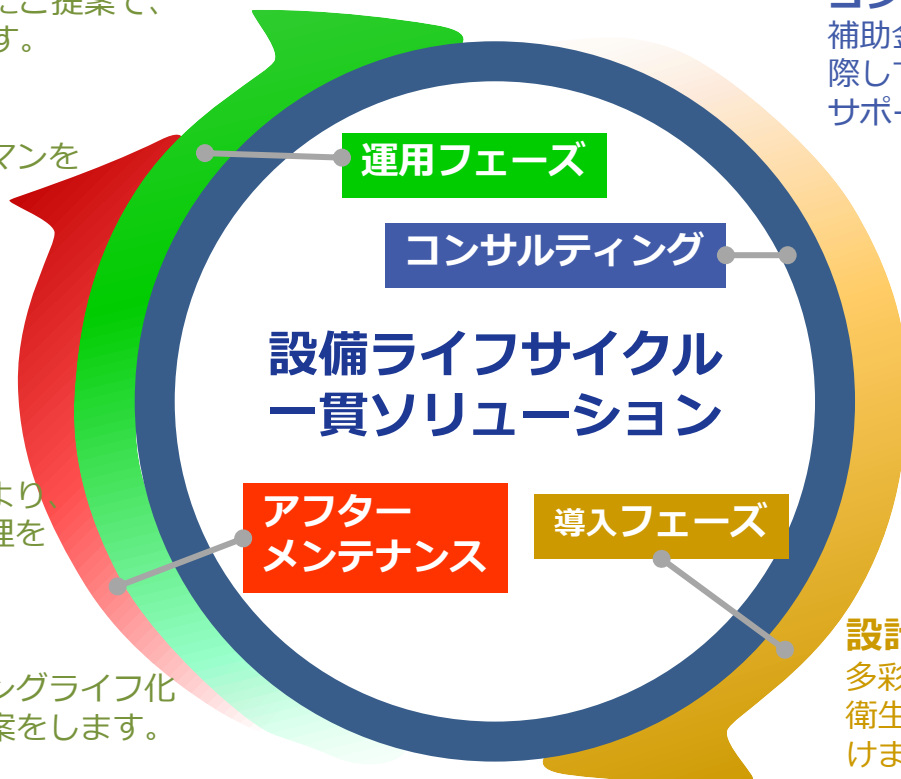 ご提案で、
す。
マンを
運用フェーズ
コンサルティング
設備ライフサイクル
一貫ソリューション
アフター
メンテナンス
導入フェーズ
より、
理を
ングライフ化
案をします。
コン
補助金
際して
サポー
設計
多彩
衛生
けま